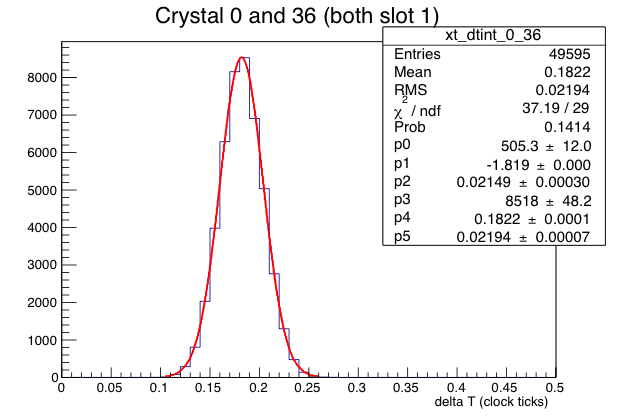 Crystal 0 and 36 (both slot 1)
xt_dtint_0_36
Entries 49595
Mean 0.1822
RMS 0.02194
χ² / ndf 37.19 / 29
Prob 0.1414
p0 505.3 ± 12.0
p1 -1.819 ± 0.000
p2 0.02149 ± 0.00030
p3 8518 ± 48.2
p4 0.1822 ± 0.0001
p5 0.02194 ± 0.00007
8000
7000
6000
5000
4000
3000
2000
1000
0
0 0.05 0.1 0.15 0.2 0.25 0.3 0.35 0.4 0.45 0.5
delta T (clock ticks)